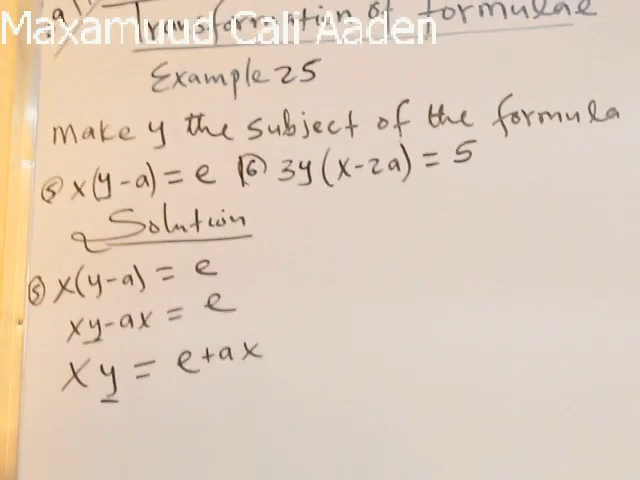 a) Transformation of formulae
Maxamuud Cali Aaden
Example 25
Make y the subject of the formula
⑤ x(y-a) = e ⑥ 3y(x-2a) = 5
Solution
⑤ x(y-a) = e
xy-ax = e
xy = e+ax